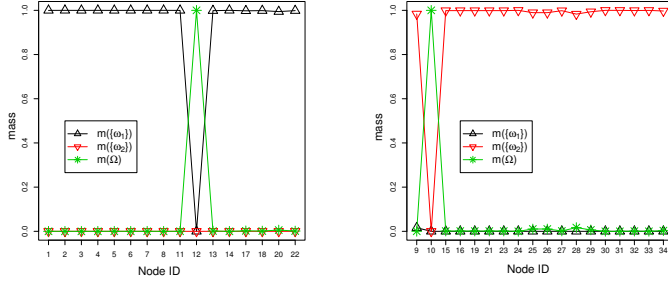 1.0
0.8
0.6
0.4
0.2
0.0
mass
m({ω₁})
m({ω₂})
m(Ω)
1 2 3 4 5 6 7 8 11 12 13 14 17 18 20 22
Node ID
1.0
0.8
0.6
0.4
0.2
0.0
mass
m({ω₁})
m({ω₂})
m(Ω)
9 10 15 16 19 21 23 24 25 26 27 28 29 30 31 32 33 34
Node ID